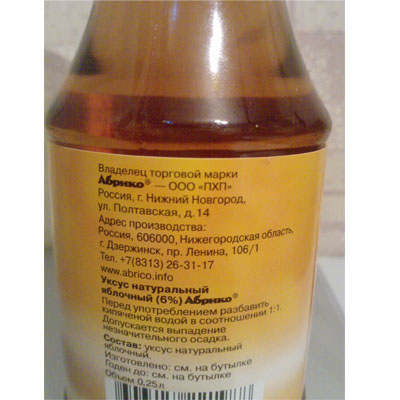 Владелец торговой марки
Абрико® — ООО «ПХП»
Россия, г. Нижний Новгород,
ул. Полтавская, д.14
Адрес производства:
Россия, 606000, Нижегородская область,
г. Дзержинск, пр. Ленина, 106/1
Тел. +7(8313) 26-31-17
www.abrico.info
Уксус натуральный
яблочный (6%) Абрико®
Перед употреблением разбавить
кипяченой водой в соотношении 1:1.
Допускается выпадение
незначительного осадка.
Состав: уксус натуральный
яблочный.
Изготовлено: см. на бутылке
Годен до: см. на бутылке
Объем 0,25л